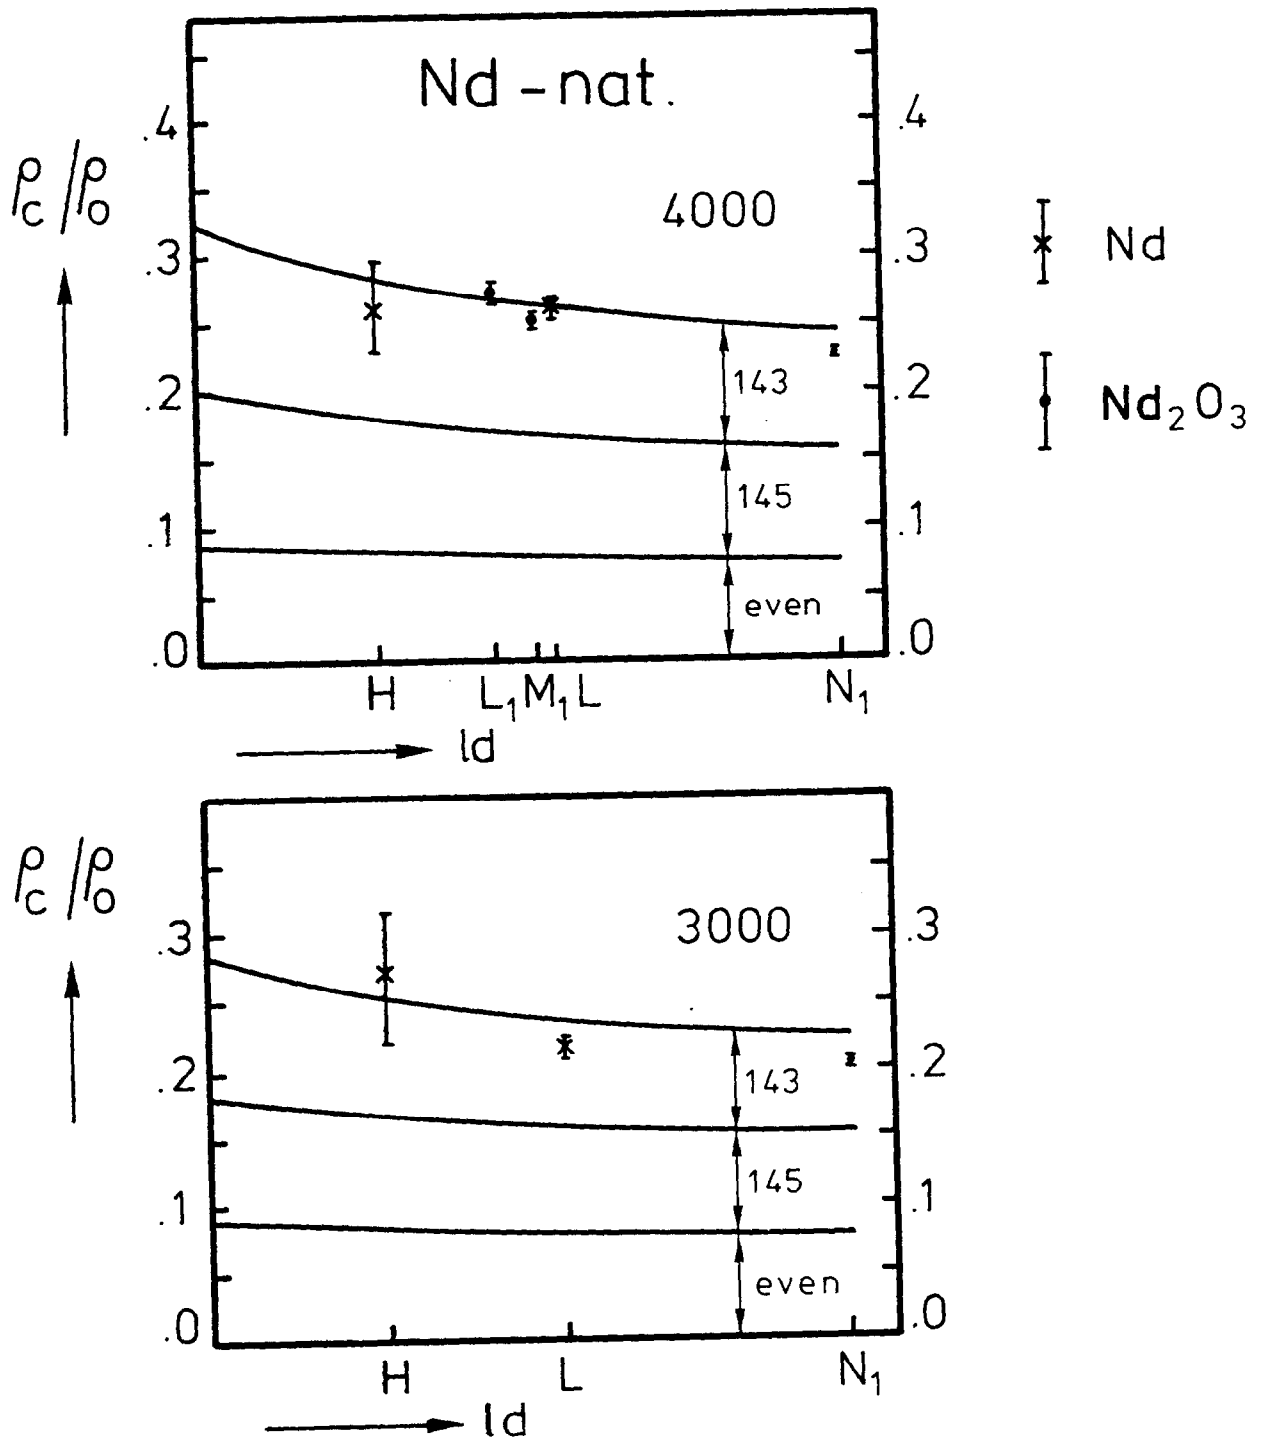 Nd - nat.
.4 .4
ρc/ρo
4000
.3 .3
Nd
.2 .2
143
Nd₂O₃
145
.1 .1
even
.0 .0
H L₁ M₁ L N₁
ld
ρc/ρo
3000
.3 .3
.2 .2
143
145
.1 .1
even
.0 .0
H L N₁
ld